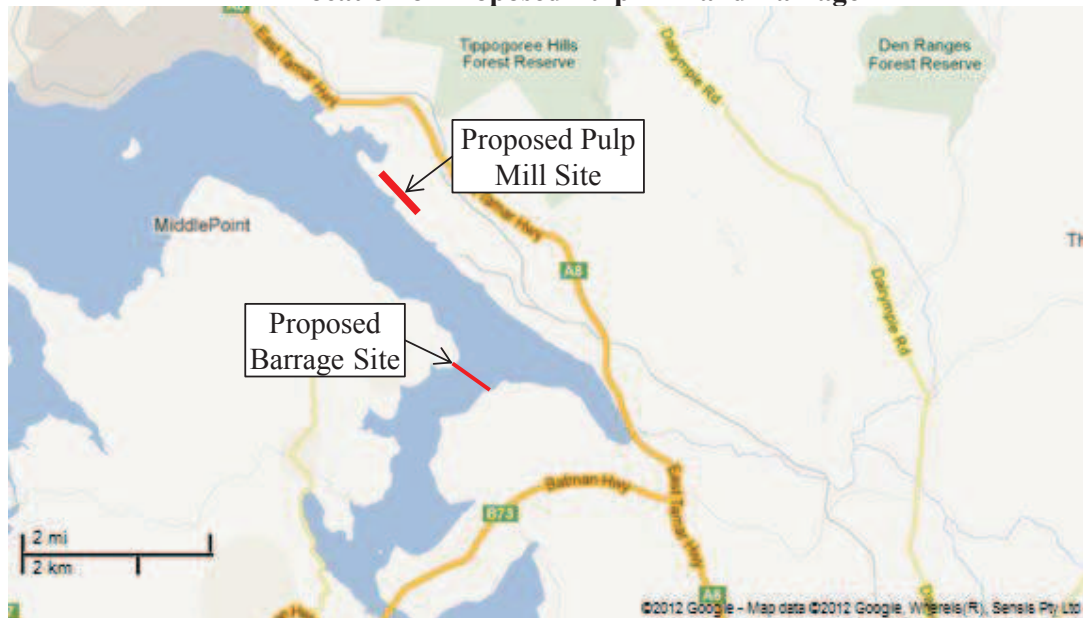 East Tamar Hwy
Tippogoree Hills
Forest Reserve
Dalrymple Rd
Den Ranges
Forest Reserve
Proposed Pulp
Mill Site
MiddlePoint
Tamar Hwy
A8
Dalrymple Rd
Proposed
Barrage Site
Batman Hwy
East Tamar Hwy
B73
2 mi
2 km
A8
©2012 Google - Map data ©2012 Google, Whereis(R), Sensis Pty Ltd